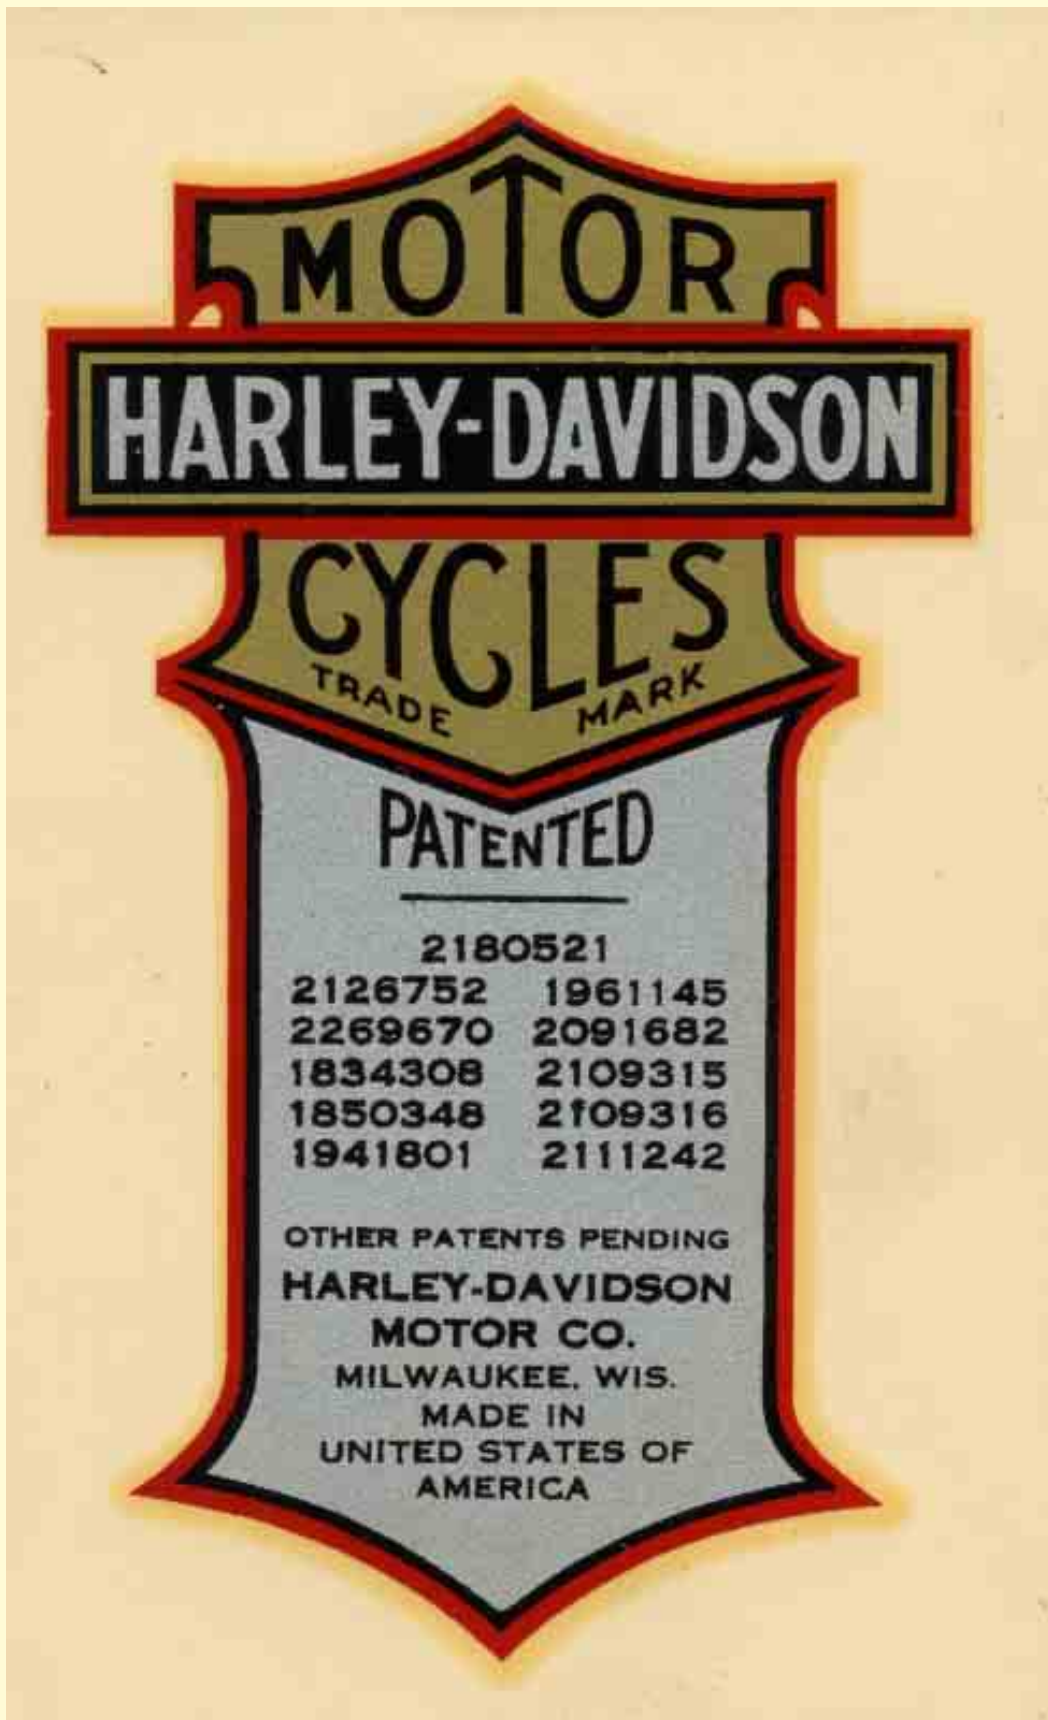 MOTOR
HARLEY-DAVIDSON
CYCLES
TRADE MARK
PATENTED
2180521
2126752 1961145
2269670 2091682
1834308 2109315
1850348 2109316
1941801 2111242
OTHER PATENTS PENDING
HARLEY-DAVIDSON
MOTOR CO.
MILWAUKEE, WIS.
MADE IN
UNITED STATES OF
AMERICA